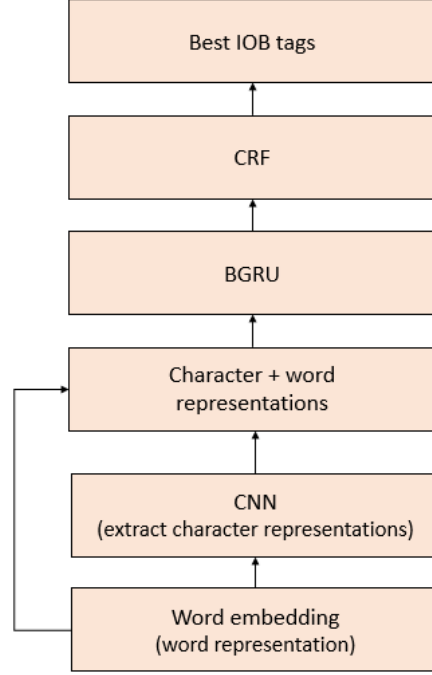 Best IOB tags
CRF
BGRU
Character + word
representations
CNN
(extract character representations)
Word embedding
(word representation)